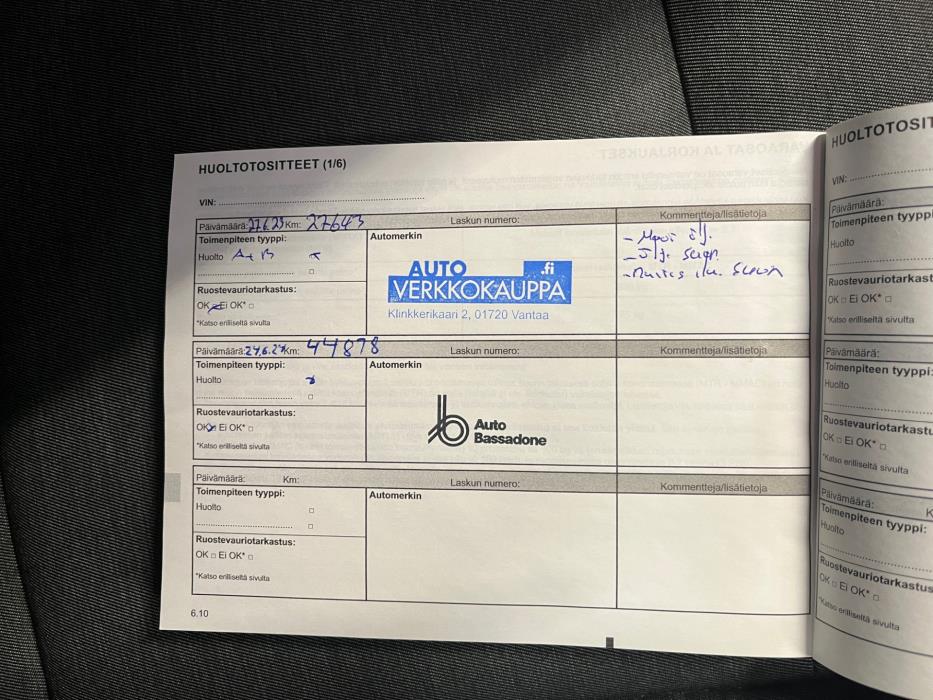 HUOLTOTOSITTEET (1/6)
VIN:
Päivämäärä: 27.6.23 Km: 27643 Laskun numero: Kommentteja/lisätietoja
Toimenpiteen tyyppi: Automerkin
Huolto A+B
Ruostevauriotarkastus:
OK Ei OK*
*Katso erilliseltä sivulta
AUTO .fi
VERKKOKAUPPA
Klinkkerikaari 2, 01720 Vantaa
Päivämäärä: 24.6.24 Km: 44878 Laskun numero: Kommentteja/lisätietoja
Toimenpiteen tyyppi: Automerkin
Huolto
Ruostevauriotarkastus:
OK Ei OK*
*Katso erilliseltä sivulta
Auto
Bassadone
Päivämäärä: Km: Laskun numero: Kommentteja/lisätietoja
Toimenpiteen tyyppi: Automerkin
Huolto
Ruostevauriotarkastus:
OK Ei OK*
*Katso erilliseltä sivulta
6.10
HUOLTOTOSIT
VIN:
Päivämäärä:
Toimenpiteen tyyppi
Huolto
Ruostevauriotarkast
OK Ei OK*
*Katso erilliseltä sivulta
Päivämäärä:
Toimenpiteen tyyppi:
Huolto
Ruostevauriotarkastu
OK Ei OK*
*Katso erilliseltä sivulta
Päivämäärä: K
Toimenpiteen tyyppi:
Huolto
Ruostevauriotarkastus
OK Ei OK*
*Katso erilliseltä sivulta